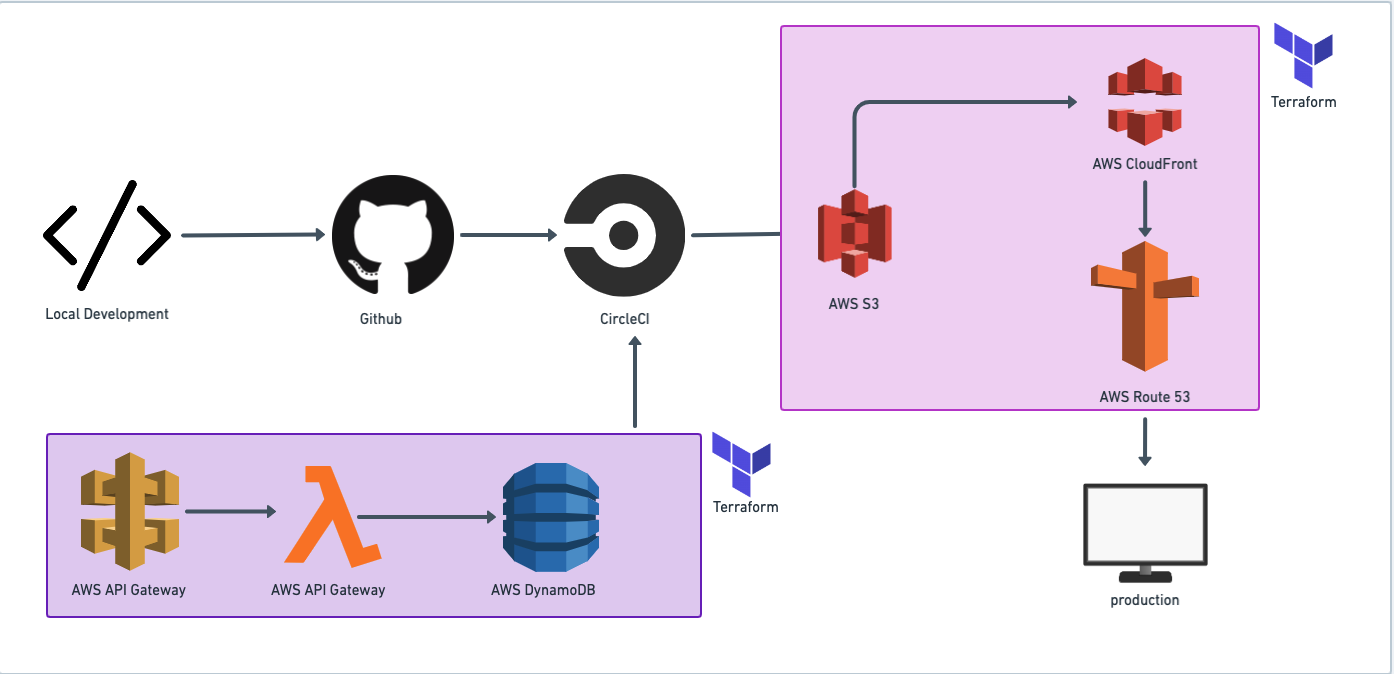 Terraform
AWS CloudFront
Local Development
Github
CircleCI
AWS S3
AWS Route 53
Terraform
AWS API Gateway
AWS API Gateway
AWS DynamoDB
production